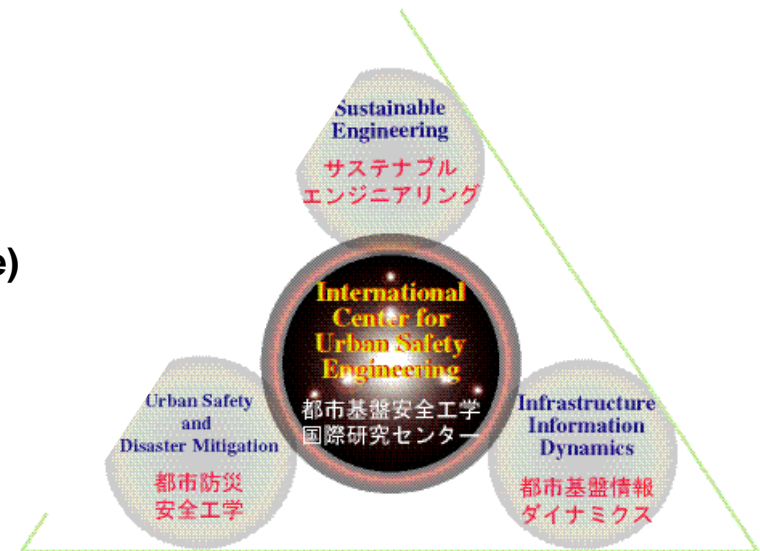 Sustainable
Engineering
サステナブル
エンジニアリング
e)
International
Center for
Urban Safety
Engineering
都市基盤安全工学
国際研究センター
Urban Safety
and
Disaster Mitigation
都市防災
安全工学
Infrastructure
Information
Dynamics
都市基盤情報
ダイナミクス